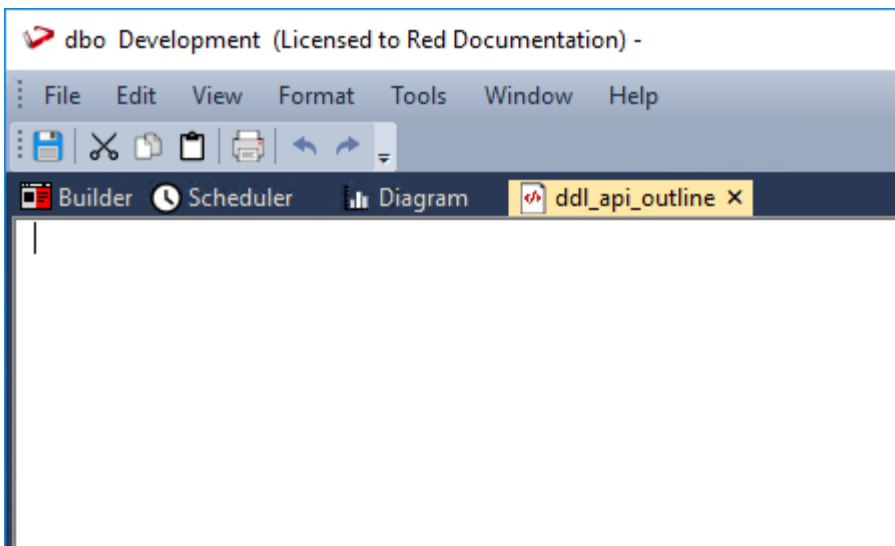 dbo Development (Licensed to Red Documentation) -
File Edit View Format Tools Window Help
Builder Scheduler Diagram ddl_api_outline